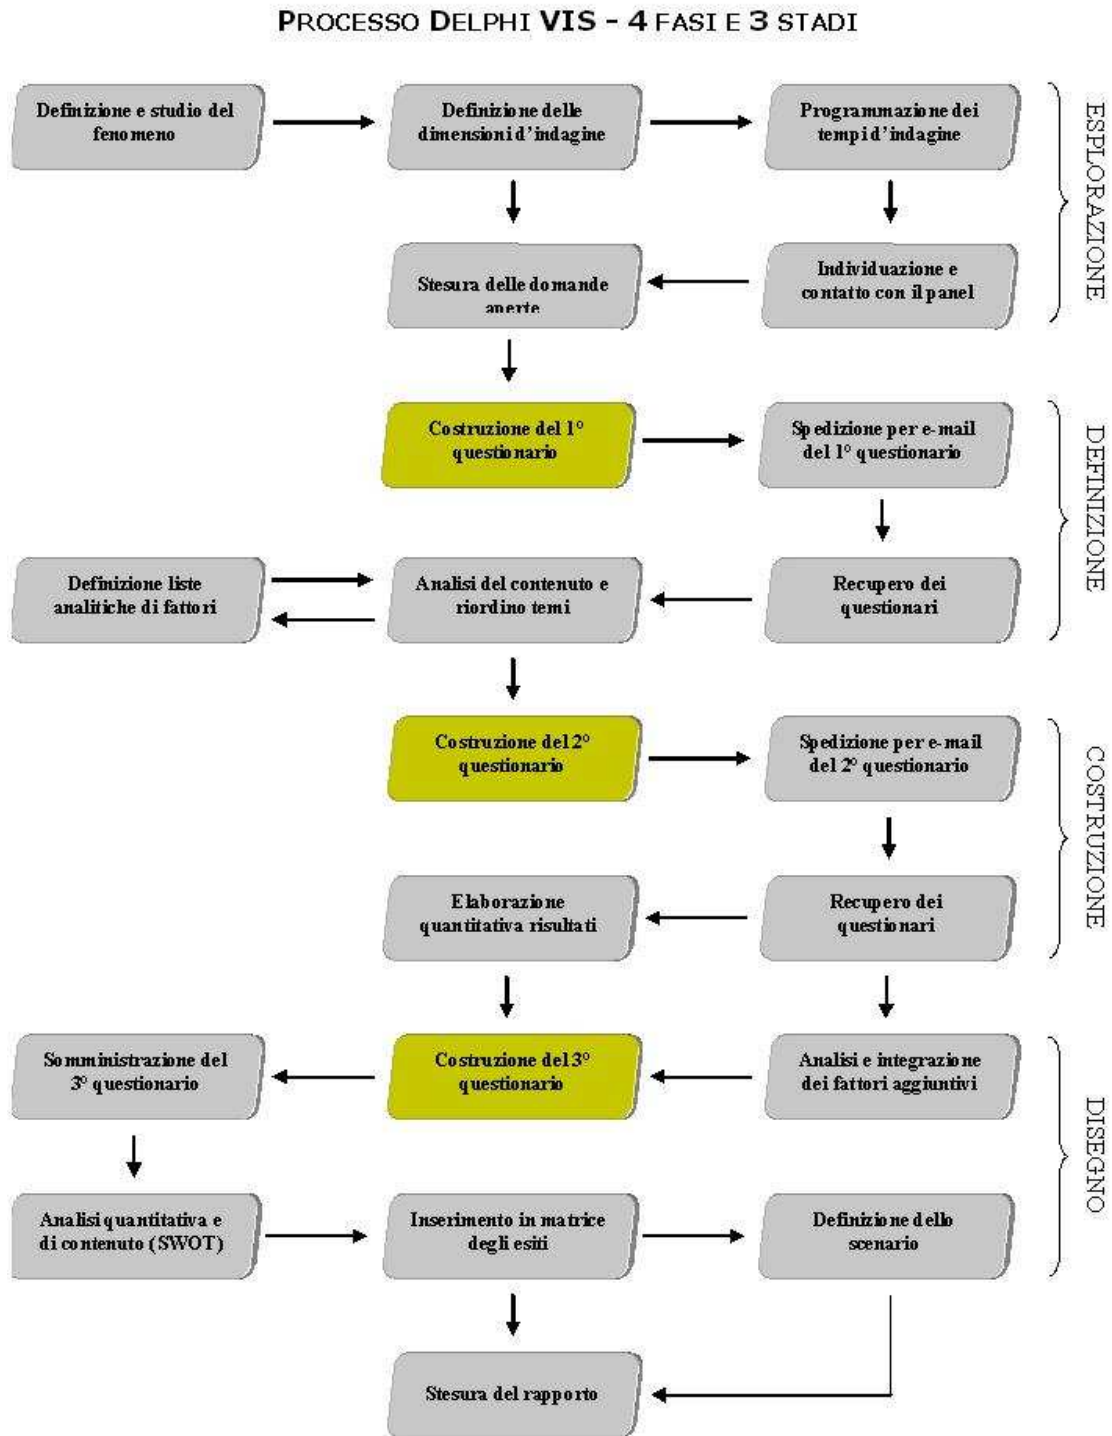 PROCESSO DELPHI VIS - 4 FASI E 3 STADI
Definizione e studio del
fenomeno
Definizione delle
dimensioni d'indagine
Programmazione dei
tempi d'indagine
ESPLORAZIONE
Stesura delle domande
aperte
Individuazione e
contatto con il panel
Costruzione del 1°
questionario
Spedizione per e-mail
del 1° questionario
DEFINIZIONE
Definizione liste
analitiche di fattori
Analisi del contenuto e
riordino temi
Recupero dei
questionari
Costruzione del 2°
questionario
Spedizione per e-mail
del 2° questionario
COSTRUZIONE
Elaborazione
quantitativa risultati
Recupero dei
questionari
Somministrazione del
3° questionario
Costruzione del 3°
questionario
Analisi e integrazione
dei fattori aggiuntivi
DISEGNO
Analisi quantitativa e
di contenuto (SWOT)
Inserimento in matrice
degli esiti
Definizione dello
scenario
Stesura del rapporto